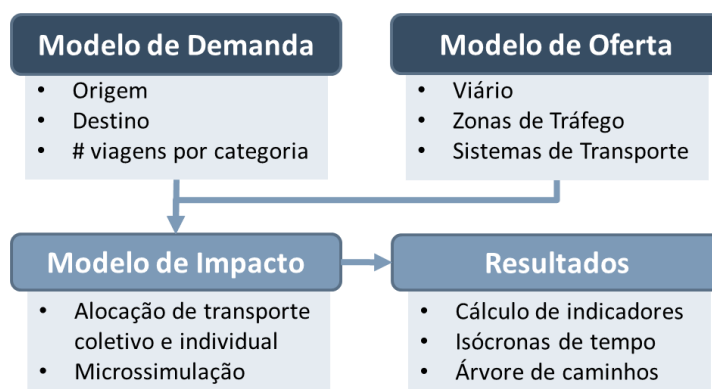 Modelo de Demanda
• Origem
• Destino
• # viagens por categoria
Modelo de Oferta
• Viário
• Zonas de Tráfego
• Sistemas de Transporte
Modelo de Impacto
• Alocação de transporte
coletivo e individual
• Microssimulação
Resultados
• Cálculo de indicadores
• Isócronas de tempo
• Árvore de caminhos